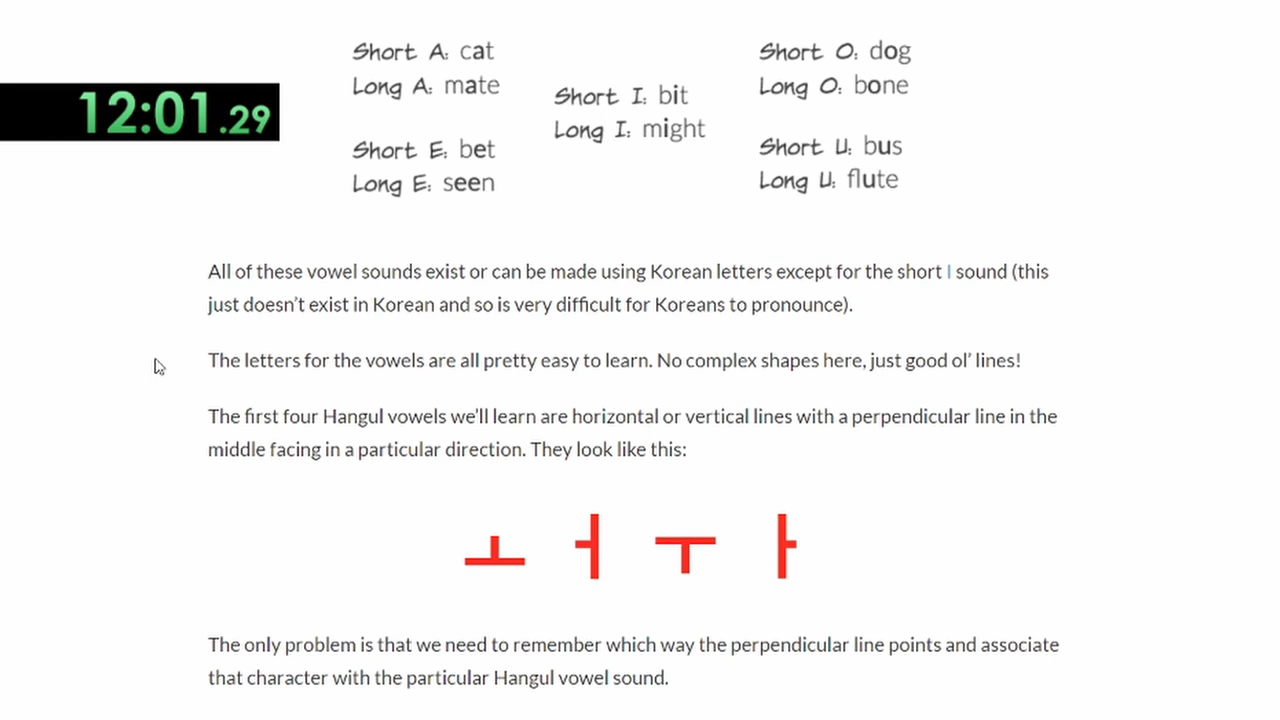 12:01.29
Short A: cat
Long A: mate
Short E: bet
Long E: seen
Short I: bit
Long I: might
Short O: dog
Long O: bone
Short U: bus
Long U: flute
All of these vowel sounds exist or can be made using Korean letters except for the short I sound (this
just doesn’t exist in Korean and so is very difficult for Koreans to pronounce).
The letters for the vowels are all pretty easy to learn. No complex shapes here, just good ol’ lines!
The first four Hangul vowels we’ll learn are horizontal or vertical lines with a perpendicular line in the
middle facing in a particular direction. They look like this:
ㅗ ㅓ ㅜ ㅏ
The only problem is that we need to remember which way the perpendicular line points and associate
that character with the particular Hangul vowel sound.